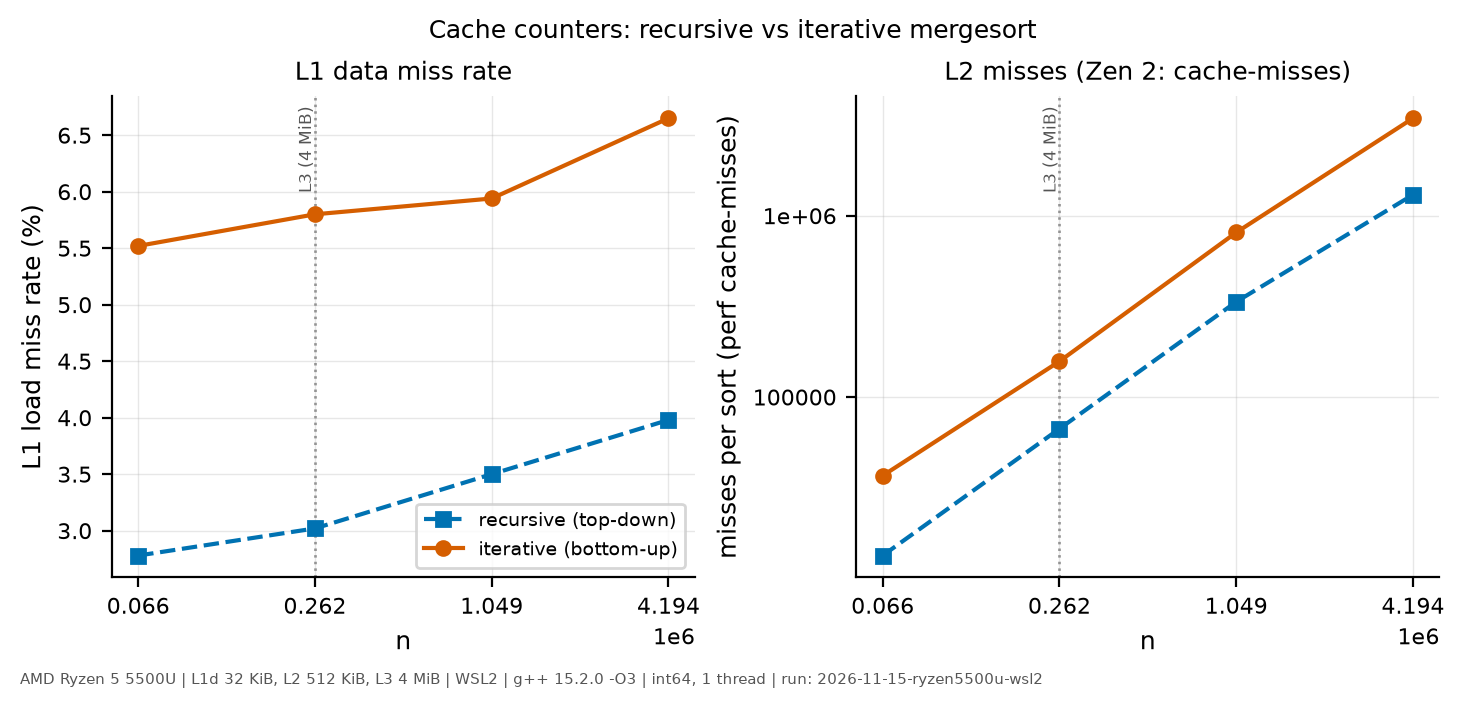 Cache counters: recursive vs iterative mergesort
L1 data miss rate
L1 load miss rate (%)
6.5
6.0
5.5
5.0
4.5
4.0
3.5
3.0
L3 (4 MiB)
recursive (top-down)
iterative (bottom-up)
0.066 0.262 1.049 4.194
1e6
n
L2 misses (Zen 2: cache-misses)
misses per sort (perf cache-misses)
1e+06
100000
L3 (4 MiB)
0.066 0.262 1.049 4.194
1e6
n
AMD Ryzen 5 5500U | L1d 32 KiB, L2 512 KiB, L3 4 MiB | WSL2 | g++ 15.2.0 -O3 | int64, 1 thread | run: 2026-11-15-ryzen5500u-wsl2